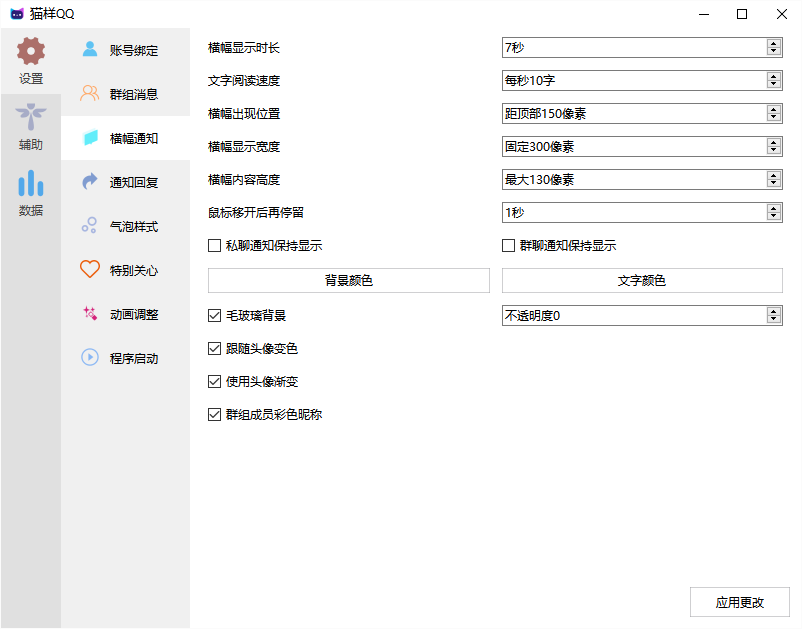 猫样QQ
设置
辅助
数据
账号绑定
群组消息
横幅通知
通知回复
气泡样式
特别关心
动画调整
程序启动
横幅显示时长 7秒
文字阅读速度 每秒10字
横幅出现位置 距顶部150像素
横幅显示宽度 固定300像素
横幅内容高度 最大130像素
鼠标移开后再停留 1秒
私聊通知保持显示 群聊通知保持显示
背景颜色 文字颜色
毛玻璃背景 不透明度0
跟随头像变色
使用头像渐变
群组成员彩色昵称
应用更改